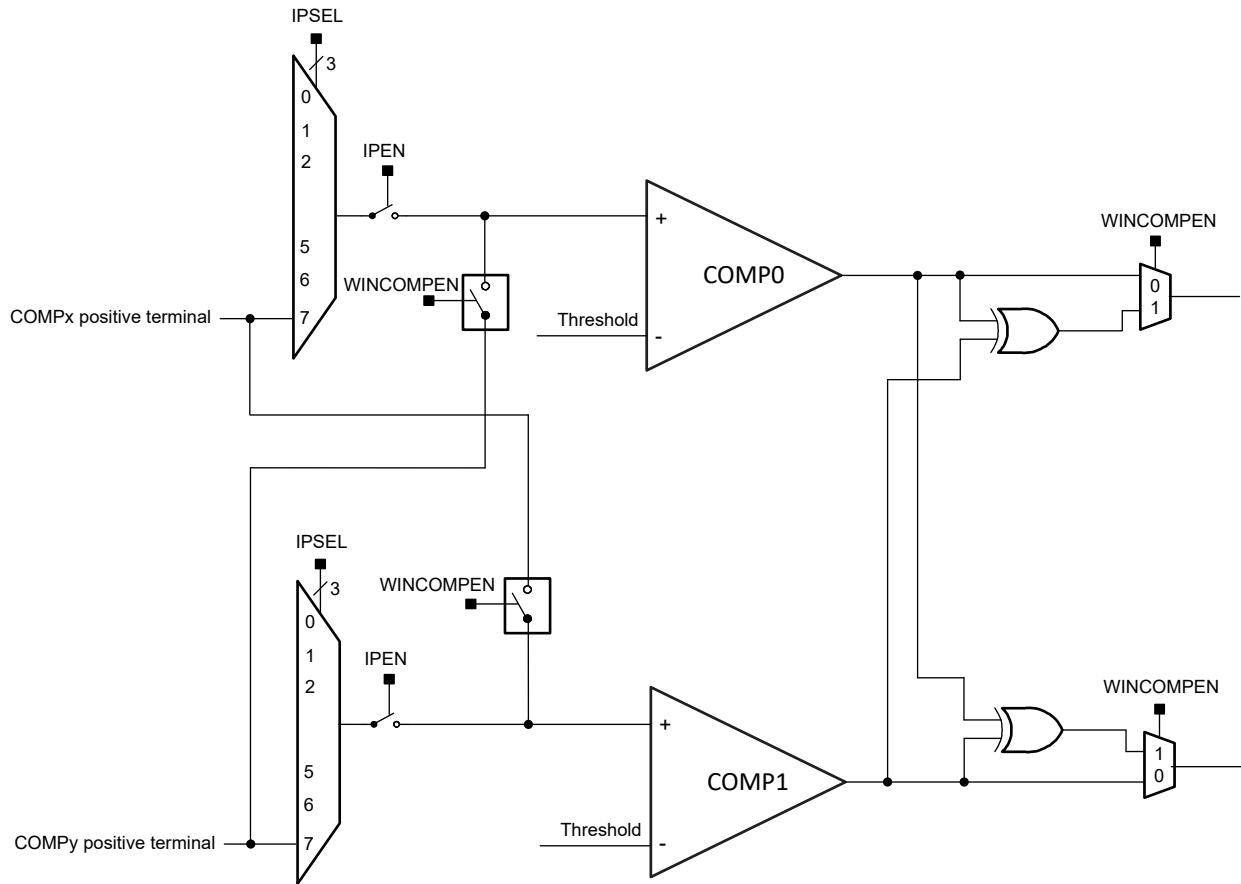 IPSEL
3
0
1
2
IPEN
5
6
7
COMPx positive terminal
WINCOMPEN
+
COMP0
Threshold
-
WINCOMPEN
0
1
IPSEL
3
0
1
2
IPEN
5
6
7
COMPy positive terminal
WINCOMPEN
+
COMP1
Threshold
-
WINCOMPEN
1
0